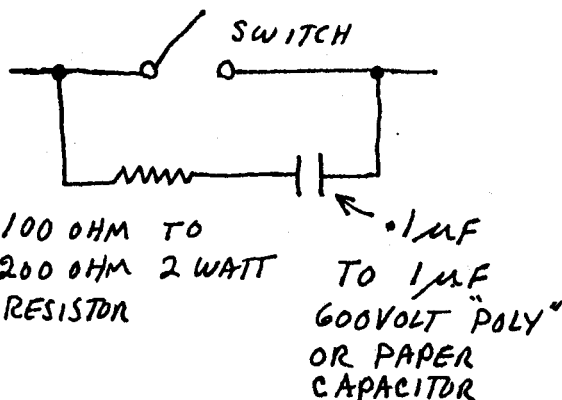 SWITCH
100 OHM TO
200 OHM 2 WATT
RESISTOR
.1µF
TO 1µF
600VOLT "POLY"
OR PAPER
CAPACITOR